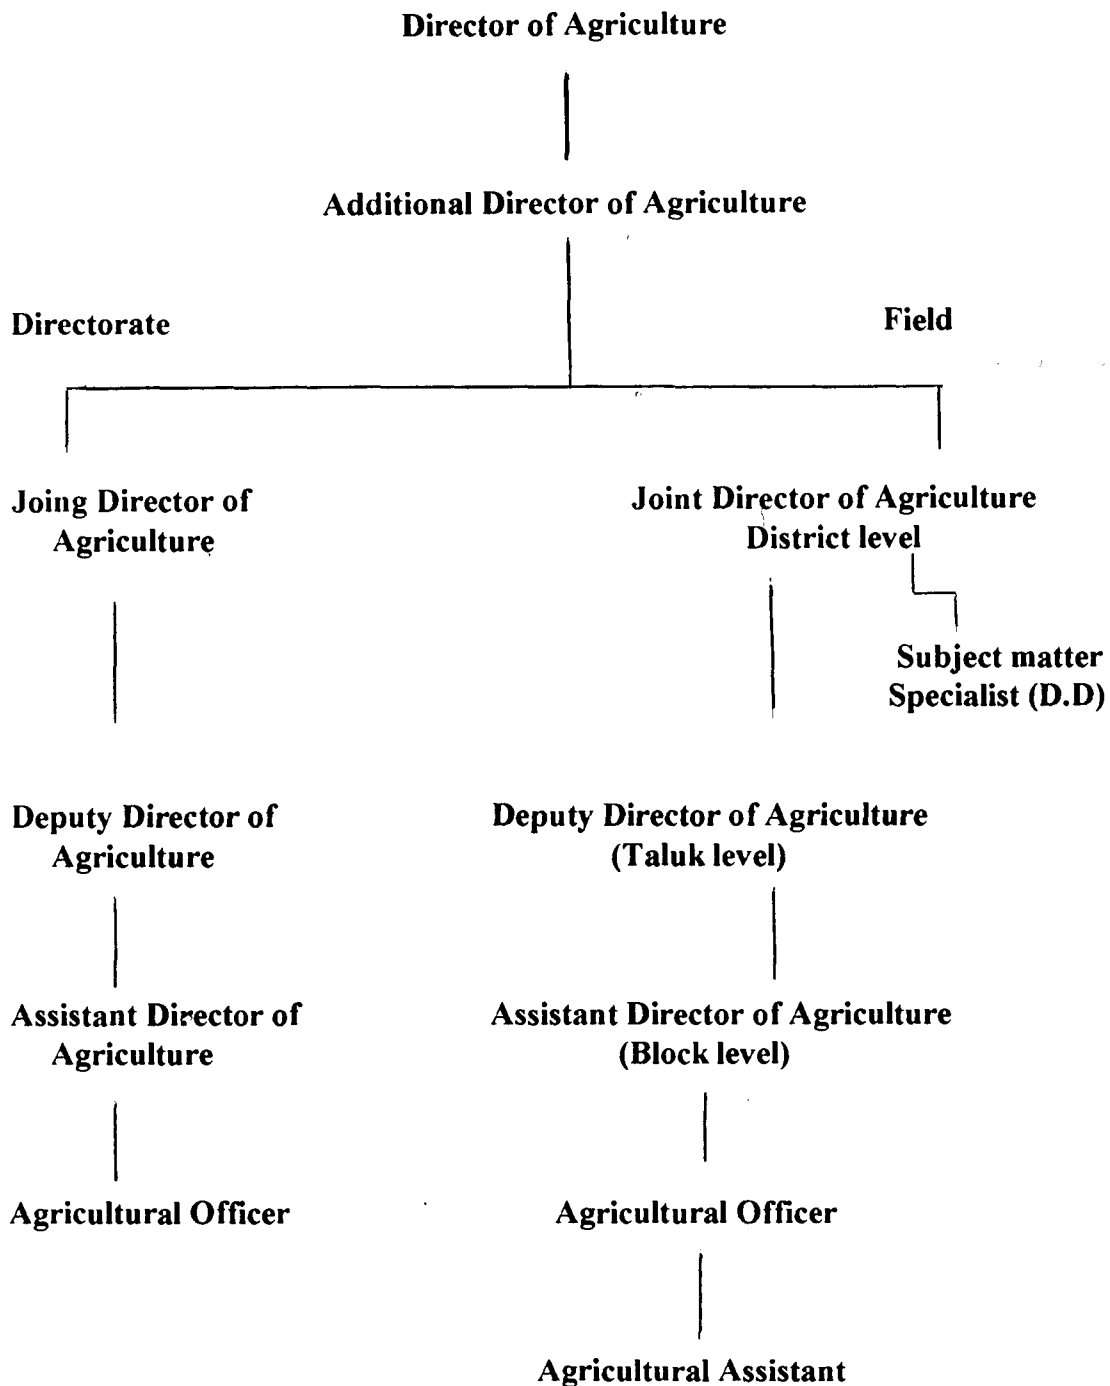 Director of Agriculture
Additional Director of Agriculture
Directorate
Field
Joing Director of
Agriculture
Joint Director of Agriculture
District level
Subject matter
Specialist (D.D)
Deputy Director of
Agriculture
Deputy Director of Agriculture
(Taluk level)
Assistant Director of
Agriculture
Assistant Director of Agriculture
(Block level)
Agricultural Officer
Agricultural Officer
Agricultural Assistant